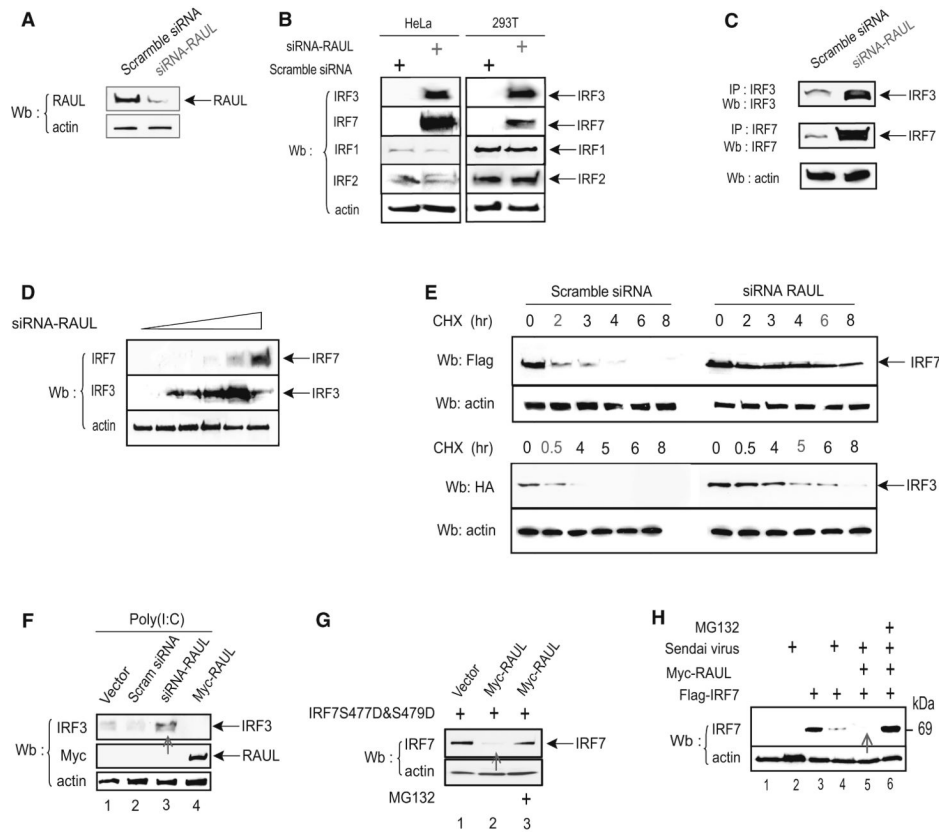 A
Scrarmble siRNA
siRNA-RAUL
Wb : RAUL ← RAUL
actin
B
HeLa 293T
siRNA-RAUL + +
Scramble siRNA + +
Wb : IRF3 ← IRF3
IRF7 ← IRF7
IRF1 ← IRF1
IRF2 ← IRF2
actin
C
Scramble siRNA
siRNA-RAUL
IP : IRF3
Wb : IRF3 ← IRF3
IP : IRF7
Wb : IRF7 ← IRF7
Wb : actin
D
siRNA-RAUL
Wb : IRF7 ← IRF7
IRF3 ← IRF3
actin
E
Scramble siRNA siRNA RAUL
CHX (hr) 0 2 3 4 6 8 0 2 3 4 6 8
Wb: Flag ← IRF7
Wb: actin
CHX (hr) 0 0.5 4 5 6 8 0 0.5 4 5 6 8
Wb: HA ← IRF3
Wb: actin
F
Poly(I:C)
Vector
Scram siRNA
siRNA-RAUL
Myc-RAUL
Wb : IRF3 ← IRF3
Myc ← RAUL
actin
1 2 3 4
G
Vector
Myc-RAUL
Myc-RAUL
IRF7S477D&S479D + + +
Wb : IRF7 ← IRF7
actin
MG132 +
1 2 3
H
MG132 +
Sendai virus + + + +
Myc-RAUL + +
Flag-IRF7 + + + + kDa
Wb : IRF7 - 69
actin
1 2 3 4 5 6